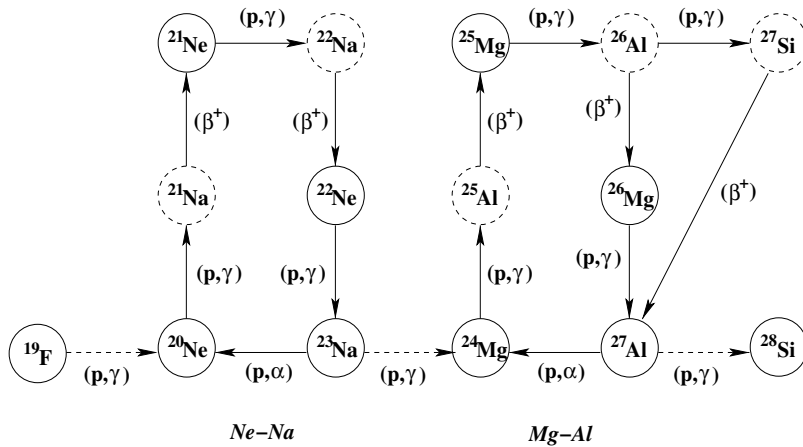 (p,γ) (p,γ) (p,γ)
²¹Ne ²²Na ²⁵Mg ²⁶Al ²⁷Si
(β⁺) (β⁺) (β⁺) (β⁺)
²¹Na ²²Ne ²⁵Al ²⁶Mg (β⁺)
(p,γ) (p,γ) (p,γ) (p,γ)
¹⁹F ²⁰Ne ²³Na ²⁴Mg ²⁷Al ²⁸Si
(p,γ) (p,α) (p,γ) (p,α) (p,γ)
Ne−Na Mg−Al